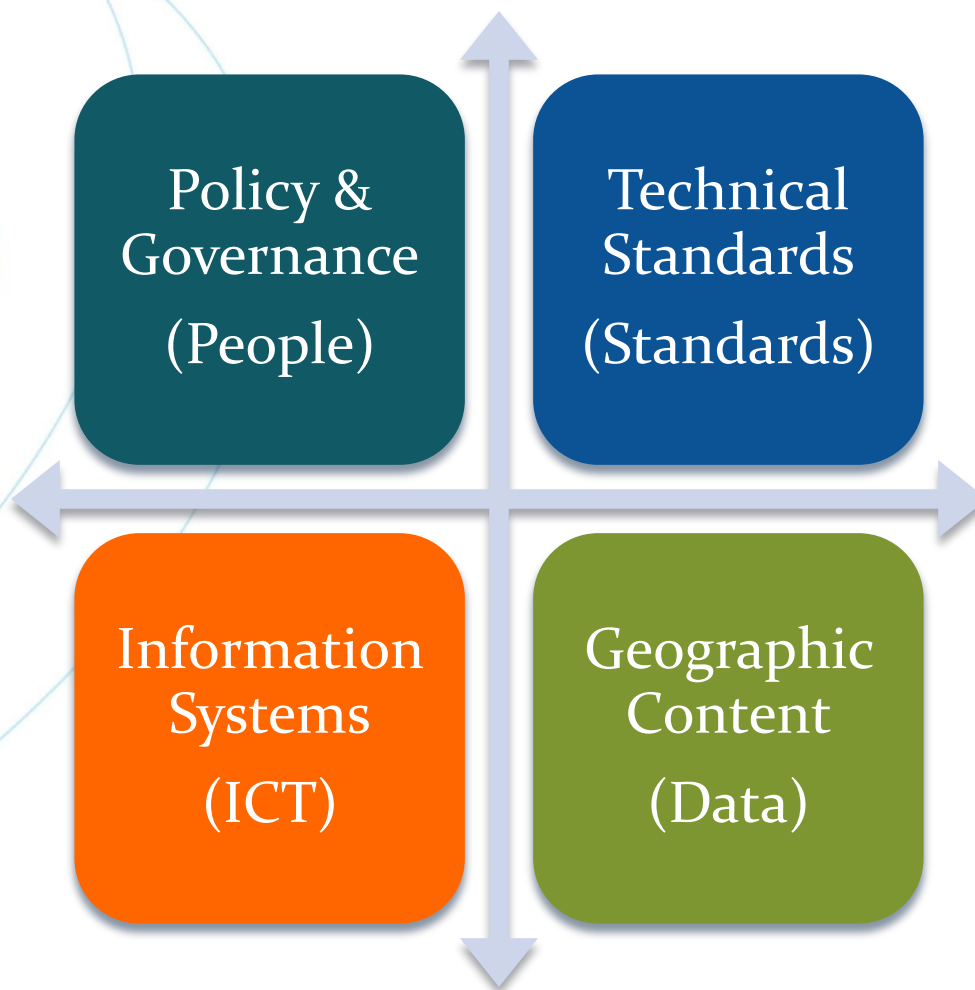 Policy &
Governance
(People)
Technical
Standards
(Standards)
Information
Systems
(ICT)
Geographic
Content
(Data)